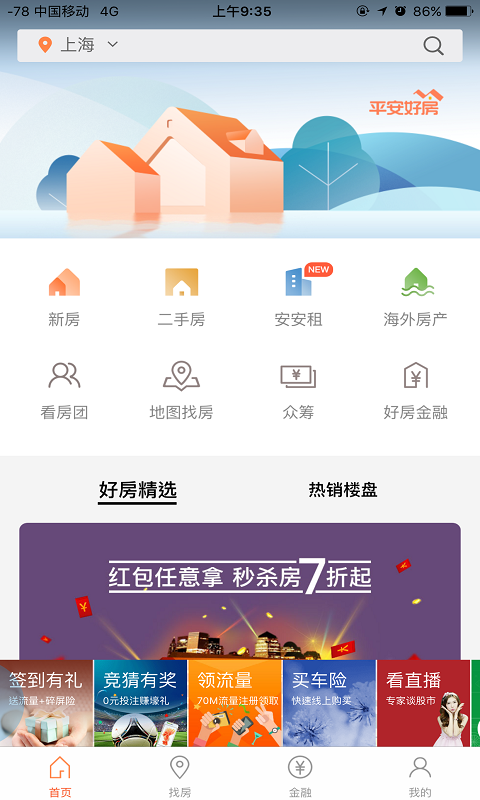 -78 中国移动 4G 上午9:35 86%
上海
平安好房
NEW
新房 二手房 安安租 海外房产
看房团 地图找房 众筹 好房金融
好房精选 热销楼盘
红包任意拿 秒杀房7折起
签到有礼 竞猜有奖 领流量 买车险 看直播
送流量+碎屏险 0元投注赚壕礼 70M流量注册领取 快速线上购买 专家谈股市
首页 找房 金融 我的